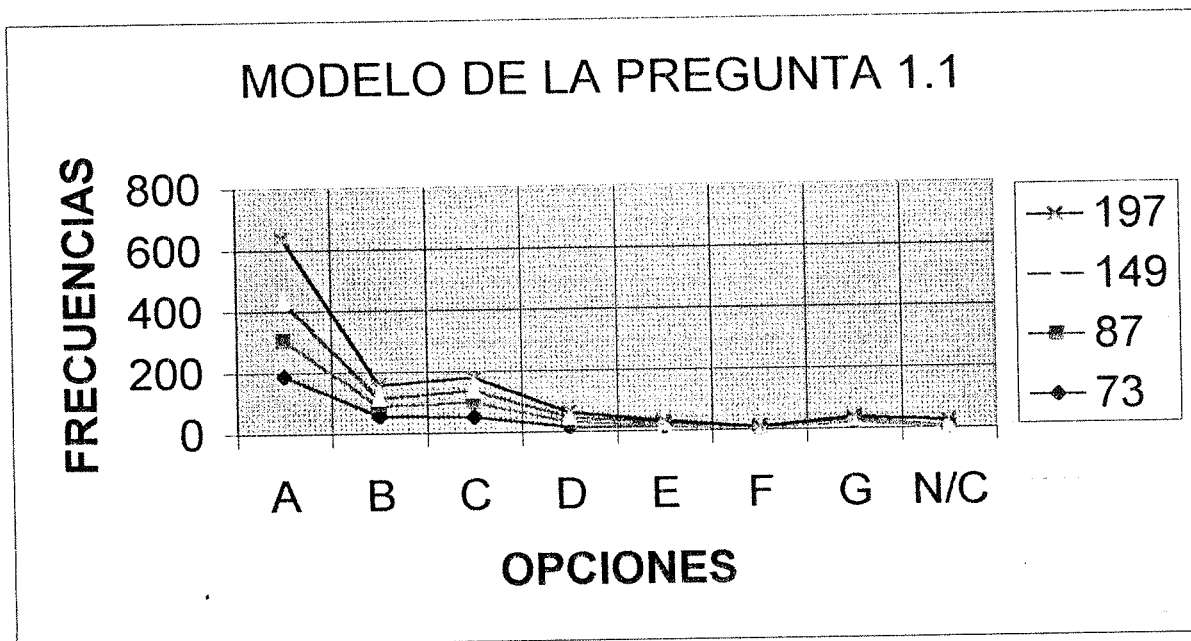 MODELO DE LA PREGUNTA 1.1
FRECUENCIAS
800
600
400
200
0
A B C D E F G N/C
OPCIONES
197
149
87
73